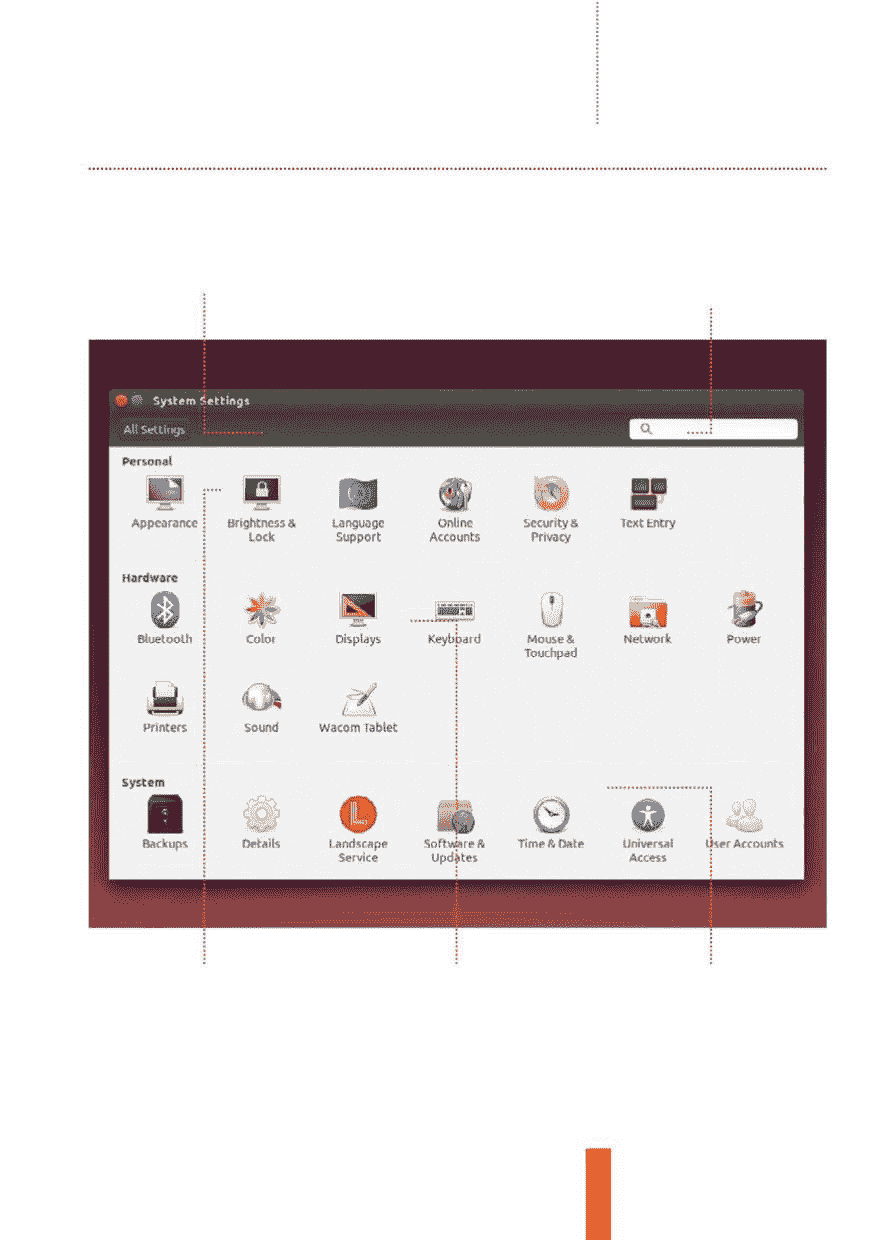 System Settings
All Settings
Personal
Appearance
Brightness &
Lock
Language
Support
Online
Accounts
Security &
Privacy
Text Entry
Hardware
Bluetooth
Color
Displays
Keyboard
Mouse &
Touchpad
Network
Power
Printers
Sound
Wacom Tablet
System
Backups
Details
Landscape
Service
Software &
Updates
Time & Date
Universal
Access
User Accounts